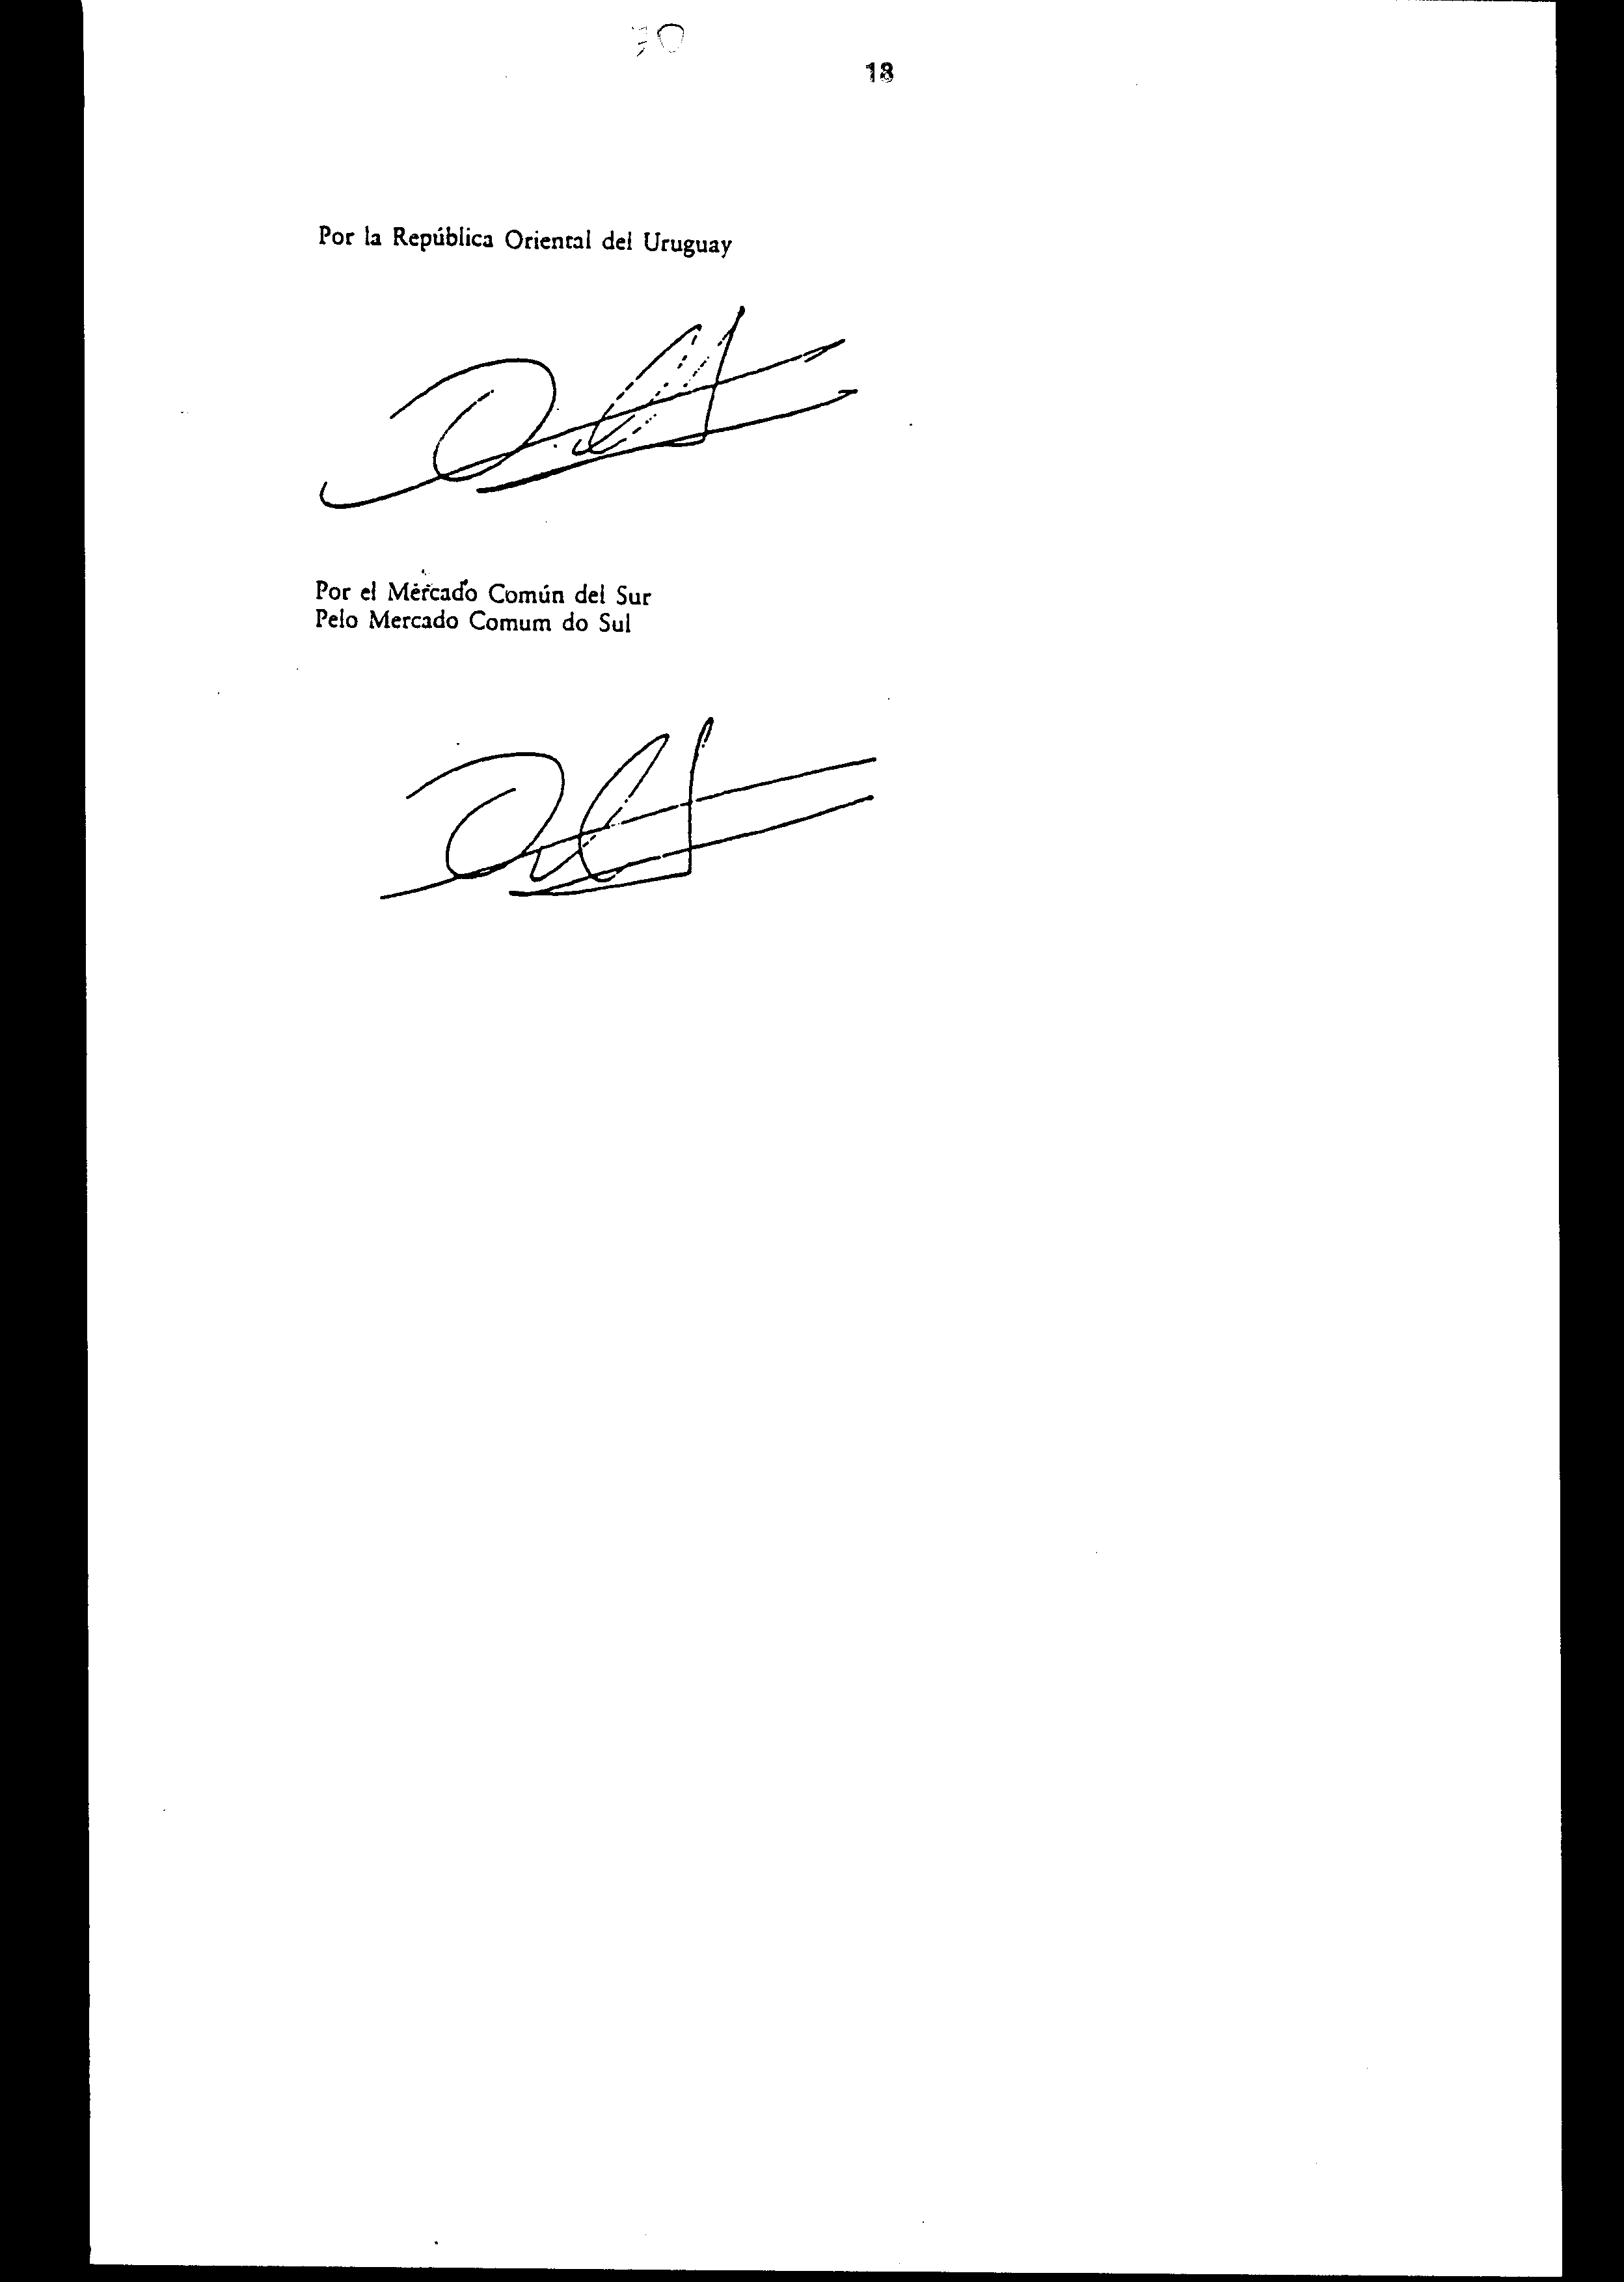 18
Por la República Oriental del Uruguay
Por el Mercado Común del Sur
Pelo Mercado Comum do Sul